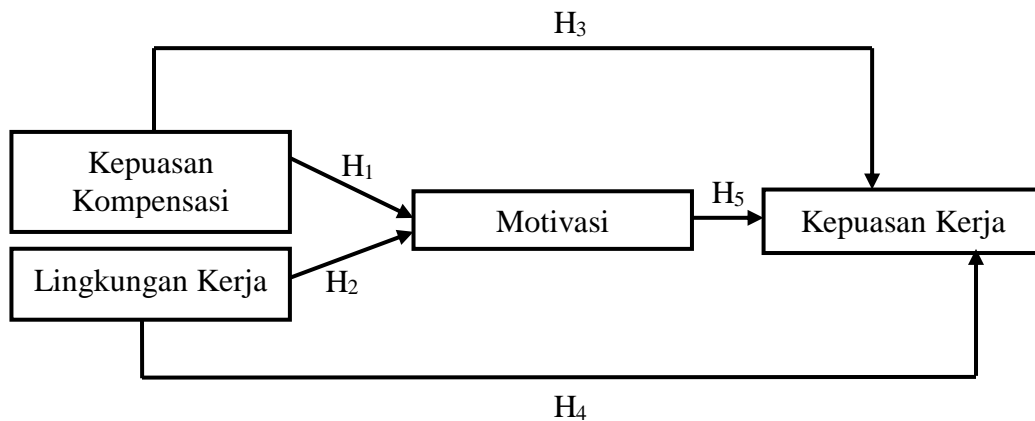 H3
Kepuasan
Kompensasi
H1
Motivasi
H5
Kepuasan Kerja
Lingkungan Kerja
H2
H4